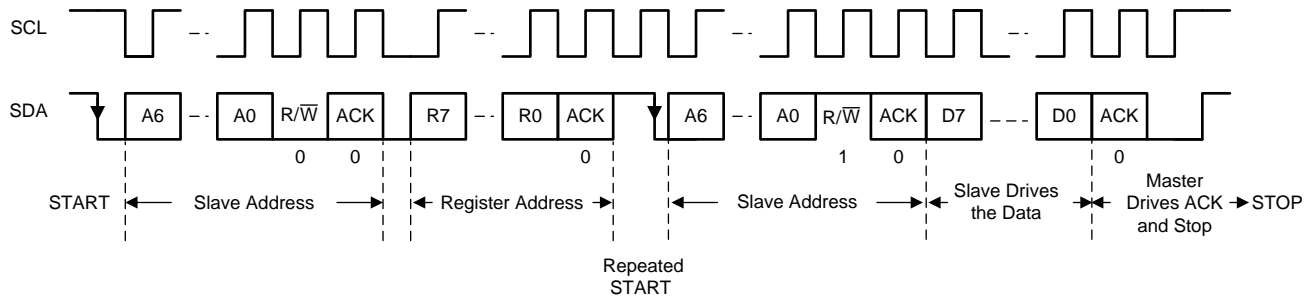 SCL
SDA
A6 A0 R/W̅ ACK R7 R0 ACK A6 A0 R/W̅ ACK D7 D0 ACK
0 0 0 1 0 0
START Slave Address Register Address Slave Address Slave Drives the Data Master Drives ACK and Stop STOP
Repeated
START